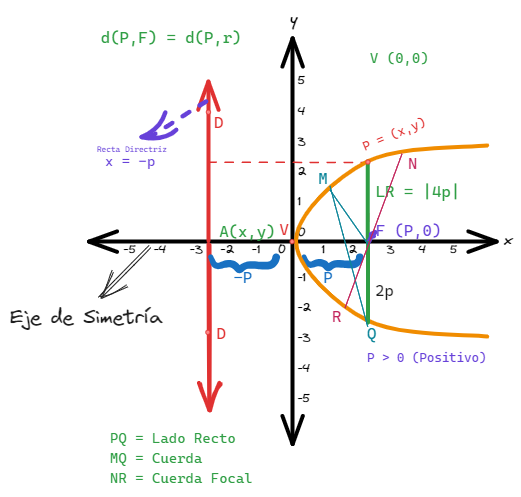 y
d(P,F) = d(P,r)
V (0,0)
5
4
D
P = (x,y)
3
Recta Directriz
x = -p
N
2
M
LR = |4p|
1
A(x,y) V 0
F (P,0)
x
-5 -4 -3 -2 -1 0 1 2 3 4 5
-1
-P
P
-2
2p
Eje de Simetría
R
-3
D
Q
-4
P > 0 (Positivo)
-5
PQ = Lado Recto
MQ = Cuerda
NR = Cuerda Focal